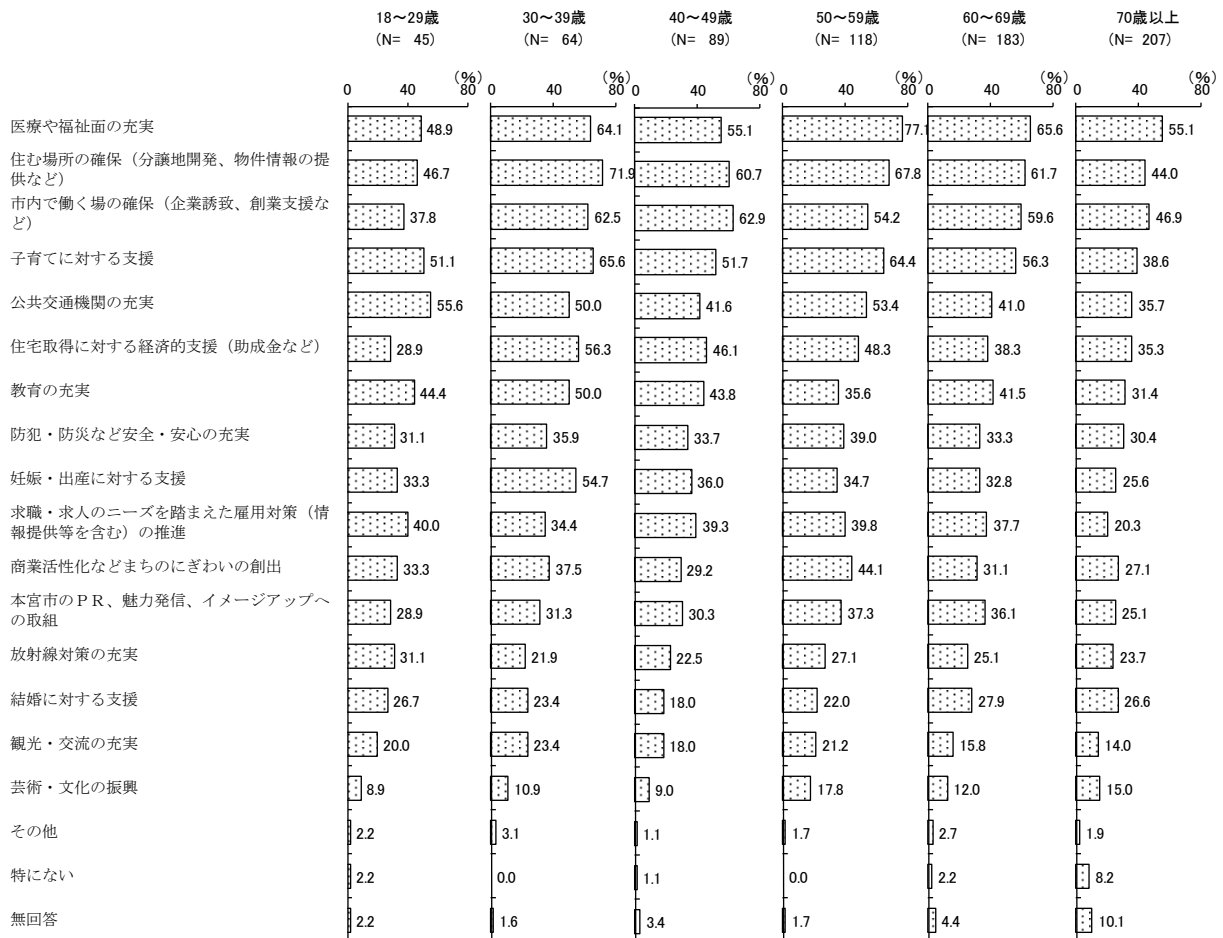 18～29歳 30～39歳 40～49歳 50～59歳 60～69歳 70歳以上
(N= 45) (N= 64) (N= 89) (N= 118) (N= 183) (N= 207)
(%) (%) (%) (%) (%) (%)
0 40 80 0 40 80 0 40 80 0 40 80 0 40 80 0 40 80
医療や福祉面の充実 48.9 64.1 55.1 77.1 65.6 55.1
住む場所の確保（分譲地開発、物件情報の提
供など） 46.7 71.9 60.7 67.8 61.7 44.0
市内で働く場の確保（企業誘致、創業支援な
ど） 37.8 62.5 62.9 54.2 59.6 46.9
子育てに対する支援 51.1 65.6 51.7 64.4 56.3 38.6
公共交通機関の充実 55.6 50.0 41.6 53.4 41.0 35.7
住宅取得に対する経済的支援（助成金など） 28.9 56.3 46.1 48.3 38.3 35.3
教育の充実 44.4 50.0 43.8 35.6 41.5 31.4
防犯・防災など安全・安心の充実 31.1 35.9 33.7 39.0 33.3 30.4
妊娠・出産に対する支援 33.3 54.7 36.0 34.7 32.8 25.6
求職・求人のニーズを踏まえた雇用対策（情
報提供等を含む）の推進 40.0 34.4 39.3 39.8 37.7 20.3
商業活性化などまちのにぎわいの創出 33.3 37.5 29.2 44.1 31.1 27.1
本宮市のＰＲ、魅力発信、イメージアップへ
の取組 28.9 31.3 30.3 37.3 36.1 25.1
放射線対策の充実 31.1 21.9 22.5 27.1 25.1 23.7
結婚に対する支援 26.7 23.4 18.0 22.0 27.9 26.6
観光・交流の充実 20.0 23.4 18.0 21.2 15.8 14.0
芸術・文化の振興 8.9 10.9 9.0 17.8 12.0 15.0
その他 2.2 3.1 1.1 1.7 2.7 1.9
特にない 2.2 0.0 1.1 0.0 2.2 8.2
無回答 2.2 1.6 3.4 1.7 4.4 10.1